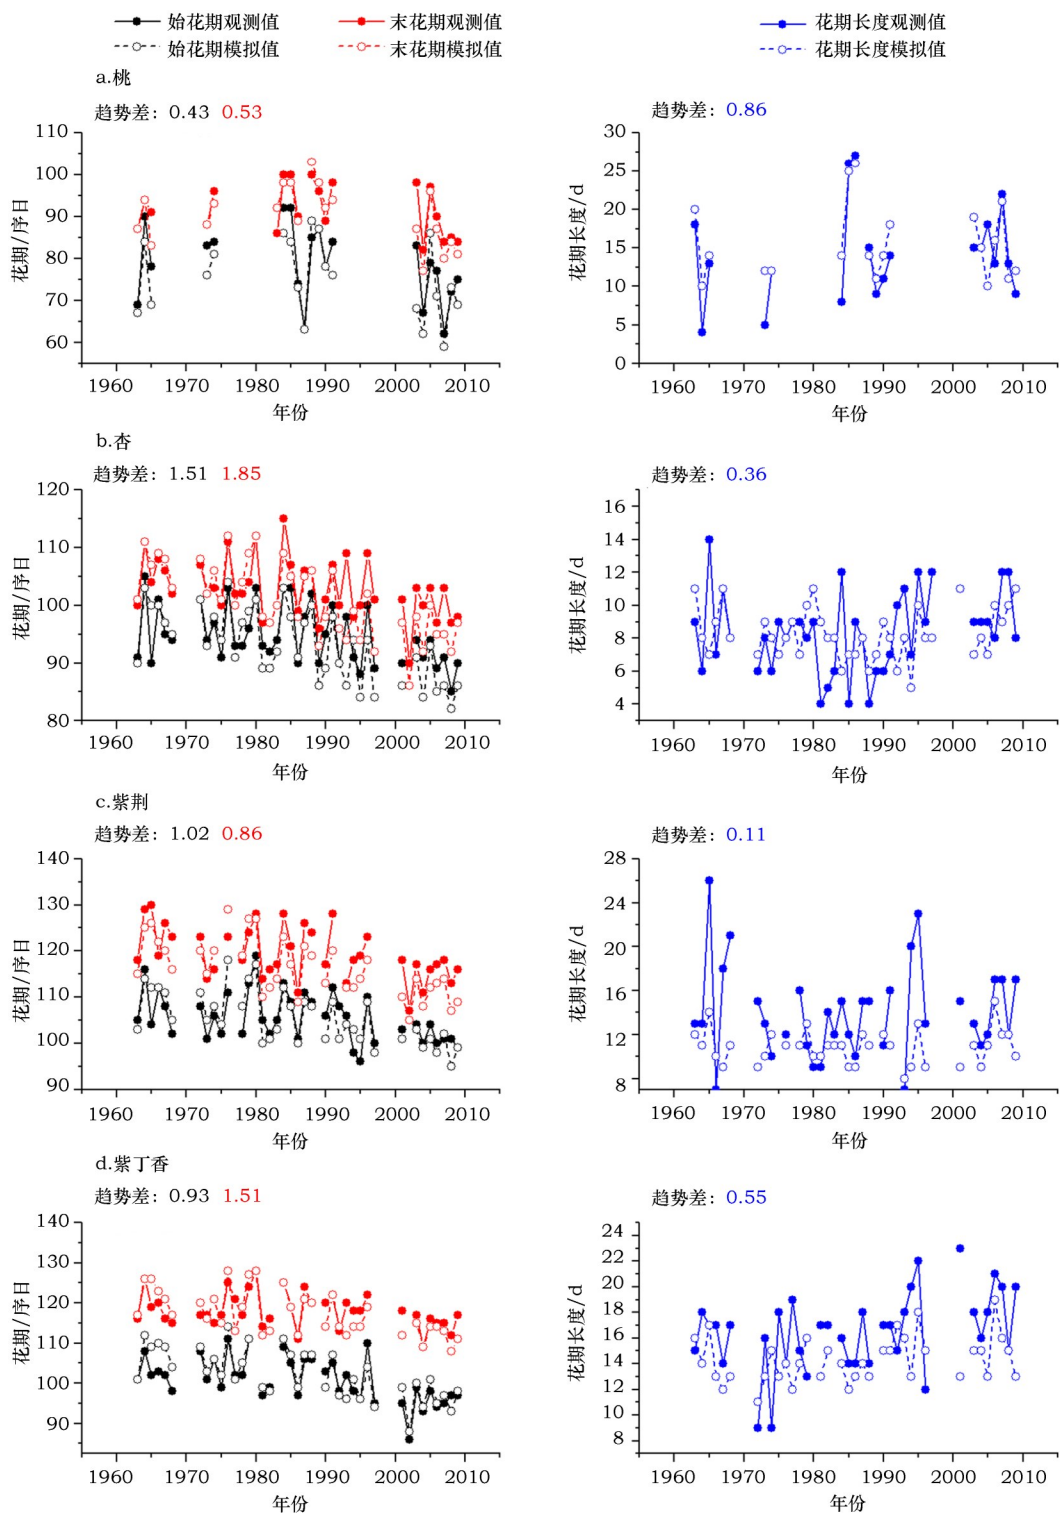 始花期观测值 末花期观测值 花期长度观测值
始花期模拟值 末花期模拟值 花期长度模拟值
a.桃
趋势差：0.43 0.53
110
100
90
80
70
60
花期/序日
1960 1970 1980 1990 2000 2010
年份
趋势差：0.86
30
25
20
15
10
5
0
花期长度/d
1960 1970 1980 1990 2000 2010
年份
b.杏
趋势差：1.51 1.85
120
110
100
90
80
花期/序日
1960 1970 1980 1990 2000 2010
年份
趋势差：0.36
16
14
12
10
8
6
4
花期长度/d
1960 1970 1980 1990 2000 2010
年份
c.紫荆
趋势差：1.02 0.86
140
130
120
110
100
90
花期/序日
1960 1970 1980 1990 2000 2010
年份
趋势差：0.11
28
24
20
16
12
8
花期长度/d
1960 1970 1980 1990 2000 2010
年份
d.紫丁香
趋势差：0.93 1.51
140
130
120
110
100
90
花期/序日
1960 1970 1980 1990 2000 2010
年份
趋势差：0.55
24
22
20
18
16
14
12
10
8
花期长度/d
1960 1970 1980 1990 2000 2010
年份